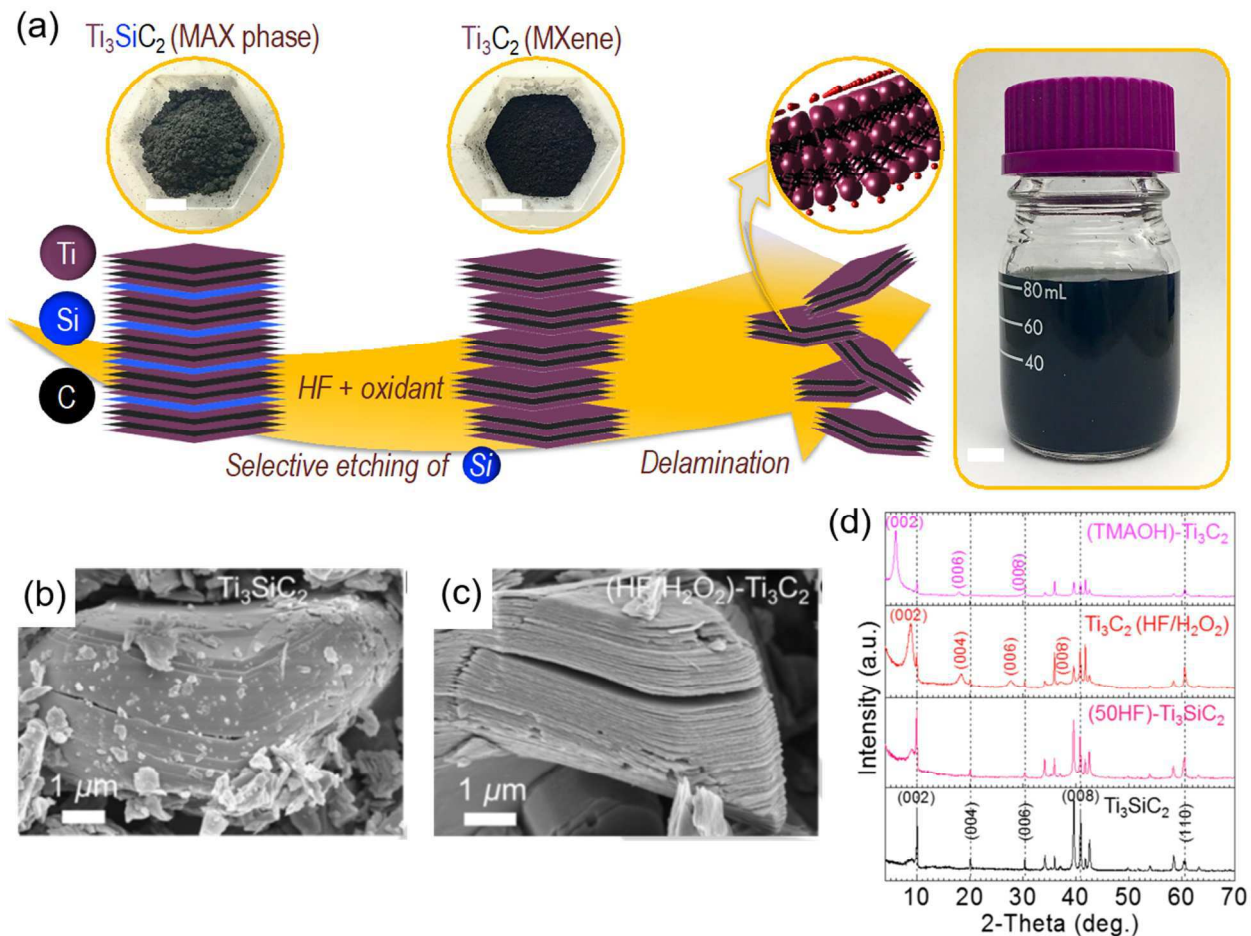 (a)
Ti₃SiC₂ (MAX phase)
Ti₃C₂ (MXene)
Ti
Si
C
HF + oxidant
Selective etching of Si
Delamination
80 mL
60
40
(b)
Ti₃SiC₂
1 µm
(c)
(HF/H₂O₂)-Ti₃C₂
1 µm
(d)
(002)
(006)
(008)
(TMAOH)-Ti₃C₂
(002)
(004)
(006)
(008)
Ti₃C₂ (HF/H₂O₂)
(50HF)-Ti₃SiC₂
(002)
(004)
(006)
(008)
Ti₃SiC₂
(110)
Intensity (a.u.)
10 20 30 40 50 60 70
2-Theta (deg.)